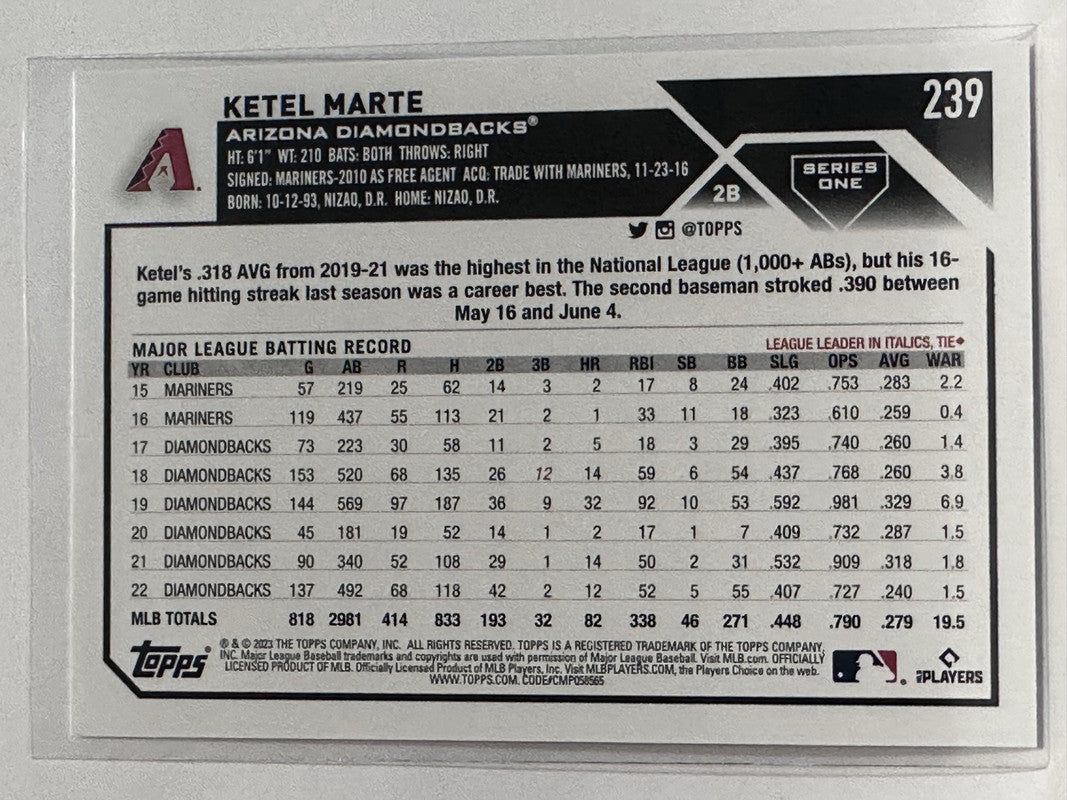 KETEL MARTE
239
ARIZONA DIAMONDBACKS®
HT: 6'1" WT: 210 BATS: BOTH THROWS: RIGHT
SIGNED: MARINERS-2010 AS FREE AGENT ACQ: TRADE WITH MARINERS, 11-23-16
BORN: 10-12-93, NIZAO, D.R. HOME: NIZAO, D.R.
2B
SERIES
ONE
@TOPPS
Ketel's .318 AVG from 2019-21 was the highest in the National League (1,000+ ABs), but his 16-
game hitting streak last season was a career best. The second baseman stroked .390 between
May 16 and June 4.
MAJOR LEAGUE BATTING RECORD LEAGUE LEADER IN ITALICS, TIE◆
YR CLUB G AB R H 2B 3B HR RBI SB BB SLG OPS AVG WAR
15 MARINERS 57 219 25 62 14 3 2 17 8 24 .402 .753 .283 2.2
16 MARINERS 119 437 55 113 21 2 1 33 11 18 .323 .610 .259 0.4
17 DIAMONDBACKS 73 223 30 58 11 2 5 18 3 29 .395 .740 .260 1.4
18 DIAMONDBACKS 153 520 68 135 26 12 14 59 6 54 .437 .768 .260 3.8
19 DIAMONDBACKS 144 569 97 187 36 9 32 92 10 53 .592 .981 .329 6.9
20 DIAMONDBACKS 45 181 19 52 14 1 2 17 1 7 .409 .732 .287 1.5
21 DIAMONDBACKS 90 340 52 108 29 1 14 50 2 31 .532 .909 .318 1.8
22 DIAMONDBACKS 137 492 68 118 42 2 12 52 5 55 .407 .727 .240 1.5
MLB TOTALS 818 2981 414 833 193 32 82 338 46 271 .448 .790 .279 19.5
Topps®
® & © 2023 THE TOPPS COMPANY, INC. ALL RIGHTS RESERVED. TOPPS IS A REGISTERED TRADEMARK OF THE TOPPS COMPANY,
INC. Major League Baseball trademarks and copyrights are used with permission of Major League Baseball. Visit MLB.com. OFFICIALLY
LICENSED PRODUCT OF MLB. Officially Licensed Product of MLB Players, Inc. Visit MLBPLAYERS.COM, the Players Choice on the web.
WWW.TOPPS.COM. CODE#CMP058565
MLB PLAYERS